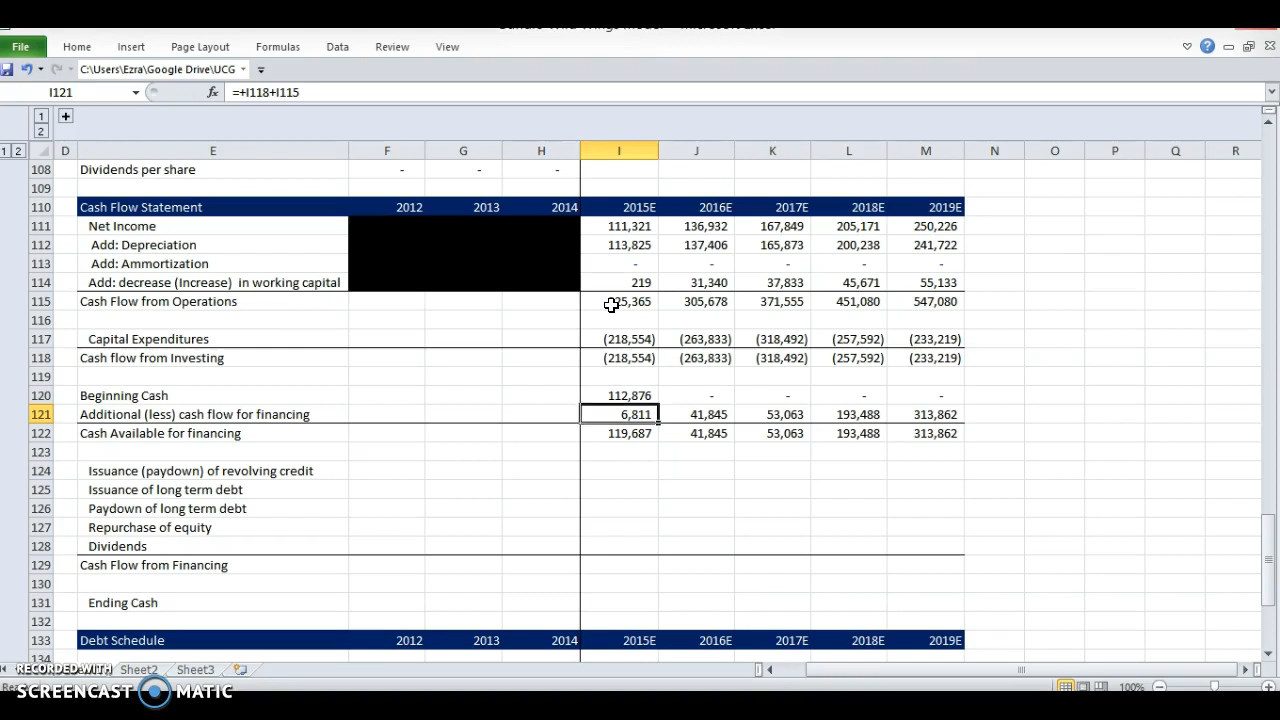 File Home Insert Page Layout Formulas Data Review View
C:\Users\Ezra\Google Drive\UCG
I121 fx =+I118+I115
1
2
1 2 D E F G H I J K L M N O P Q R
108 Dividends per share - - -
109
110 Cash Flow Statement 2012 2013 2014 2015E 2016E 2017E 2018E 2019E
111 Net Income 111,321 136,932 167,849 205,171 250,226
112 Add: Depreciation 113,825 137,406 165,873 200,238 241,722
113 Add: Ammortization - - - - -
114 Add: decrease (Increase) in working capital 219 31,340 37,833 45,671 55,133
115 Cash Flow from Operations 305,678 371,555 451,080 547,080
116
117 Capital Expenditures (218,554) (263,833) (318,492) (257,592) (233,219)
118 Cash flow from Investing (218,554) (263,833) (318,492) (257,592) (233,219)
119
120 Beginning Cash 112,876 - - - -
121 Additional (less) cash flow for financing 6,811 41,845 53,063 193,488 313,862
122 Cash Available for financing 119,687 41,845 53,063 193,488 313,862
123
124 Issuance (paydown) of revolving credit
125 Issuance of long term debt
126 Paydown of long term debt
127 Repurchase of equity
128 Dividends
129 Cash Flow from Financing
130
131 Ending Cash
132
133 Debt Schedule 2012 2013 2014 2015E 2016E 2017E 2018E 2019E
134
RECORDED WITH Sheet2 Sheet3
SCREENCAST MATIC 100%